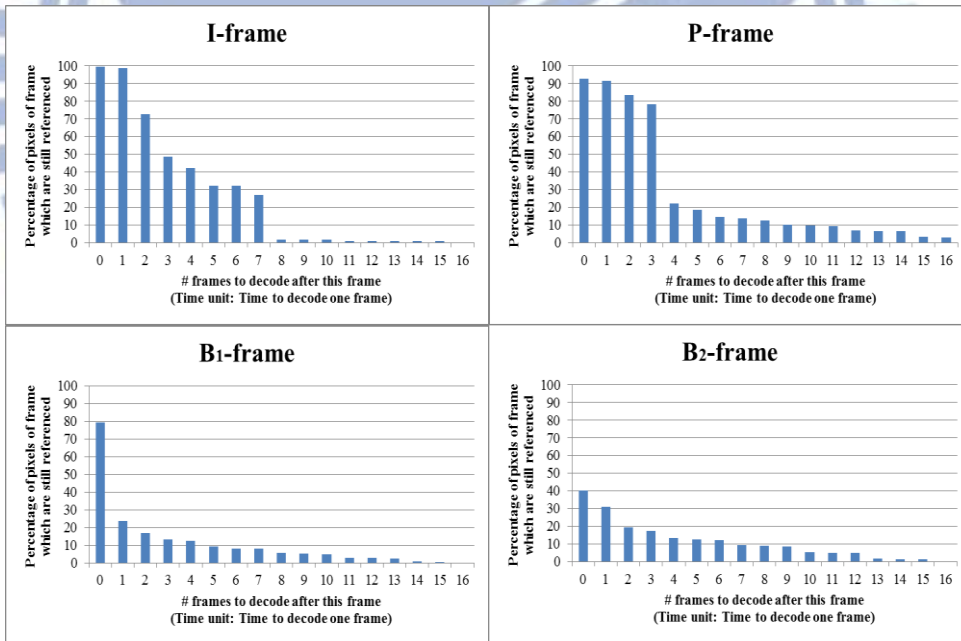 I-frame
Percentage of pixels of frame
which are still referenced
100
90
80
70
60
50
40
30
20
10
0
0 1 2 3 4 5 6 7 8 9 10 11 12 13 14 15 16
# frames to decode after this frame
(Time unit: Time to decode one frame)
P-frame
Percentage of pixels of frame
which are still referenced
100
90
80
70
60
50
40
30
20
10
0
0 1 2 3 4 5 6 7 8 9 10 11 12 13 14 15 16
# frames to decode after this frame
(Time unit: Time to decode one frame)
B1-frame
Percentage of pixels of frame
which are still referenced
100
90
80
70
60
50
40
30
20
10
0
0 1 2 3 4 5 6 7 8 9 10 11 12 13 14 15 16
# frames to decode after this frame
(Time unit: Time to decode one frame)
B2-frame
Percentage of pixels of frame
which are still referenced
100
90
80
70
60
50
40
30
20
10
0
0 1 2 3 4 5 6 7 8 9 10 11 12 13 14 15 16
# frames to decode after this frame
(Time unit: Time to decode one frame)